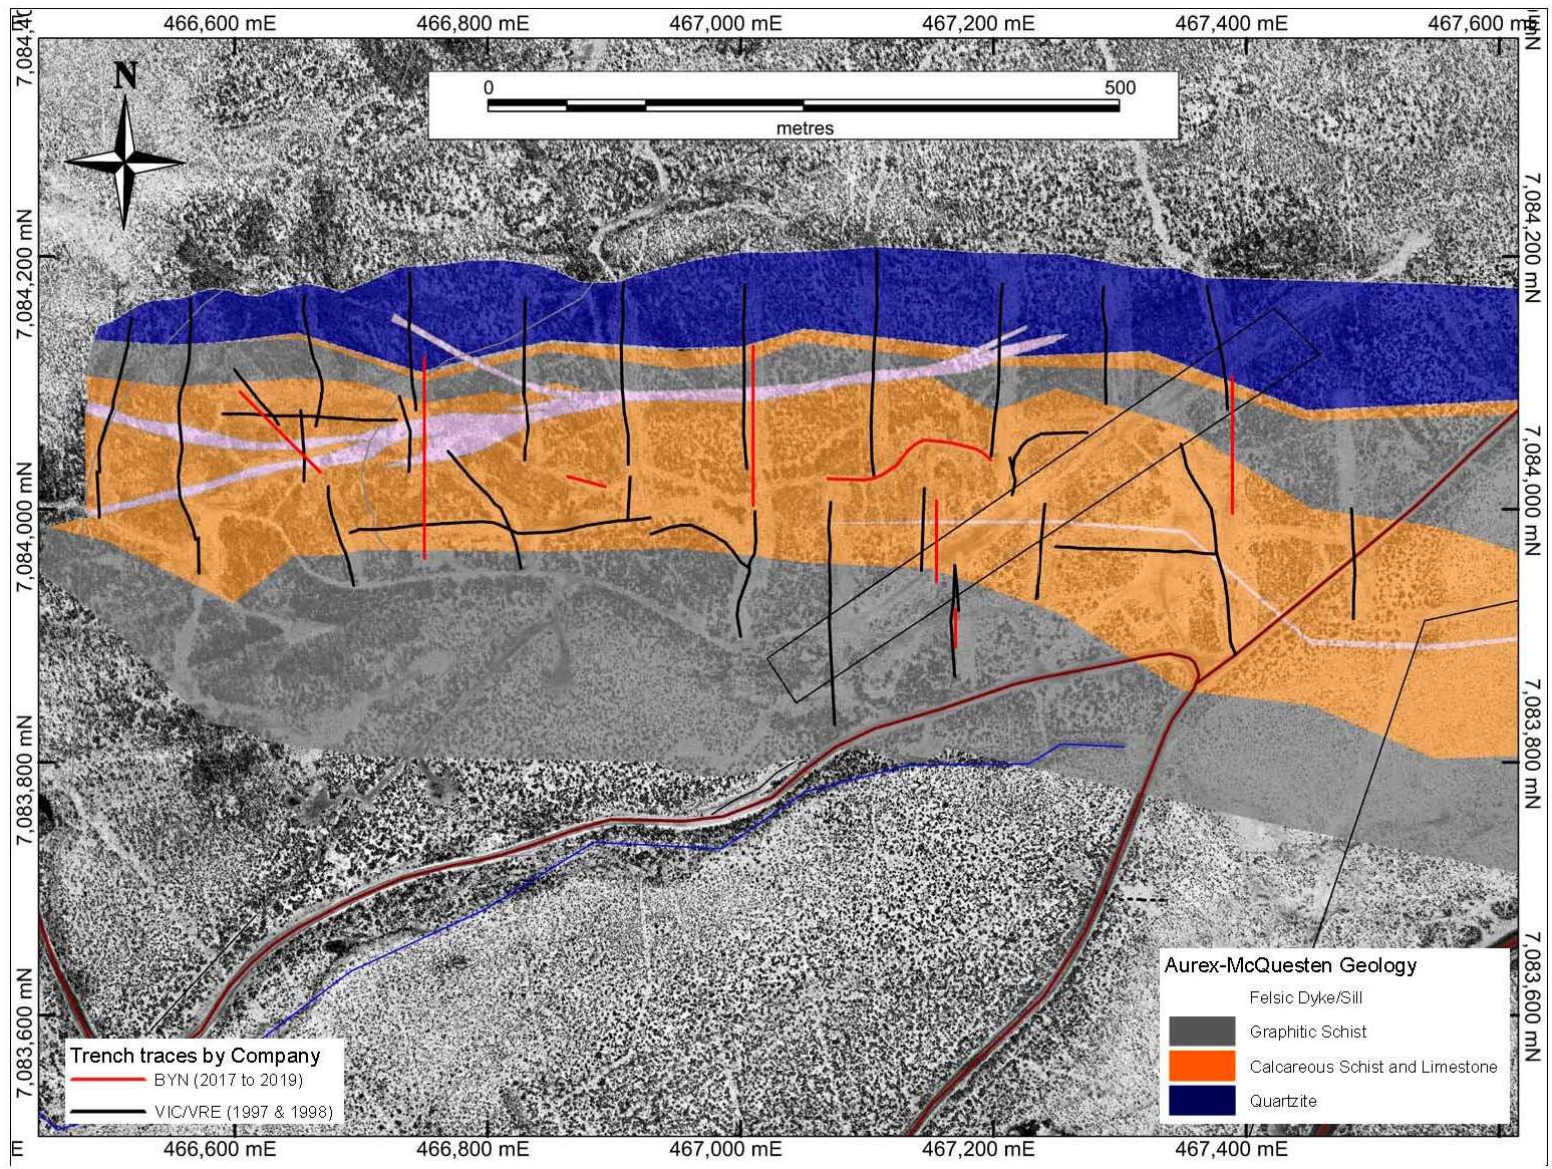 466,600 mE
466,800 mE
467,000 mE
467,200 mE
467,400 mE
467,600 mE
N
0
500
metres
7,084,200 mN
7,084,000 mN
7,083,800 mN
7,083,600 mN
7,084,200 mN
7,084,000 mN
7,083,800 mN
7,083,600 mN
Trench traces by Company
BYN (2017 to 2019)
VIC/VRE (1997 & 1998)
Aurex-McQuesten Geology
Felsic Dyke/Sill
Graphitic Schist
Calcareous Schist and Limestone
Quartzite
466,600 mE
466,800 mE
467,000 mE
467,200 mE
467,400 mE